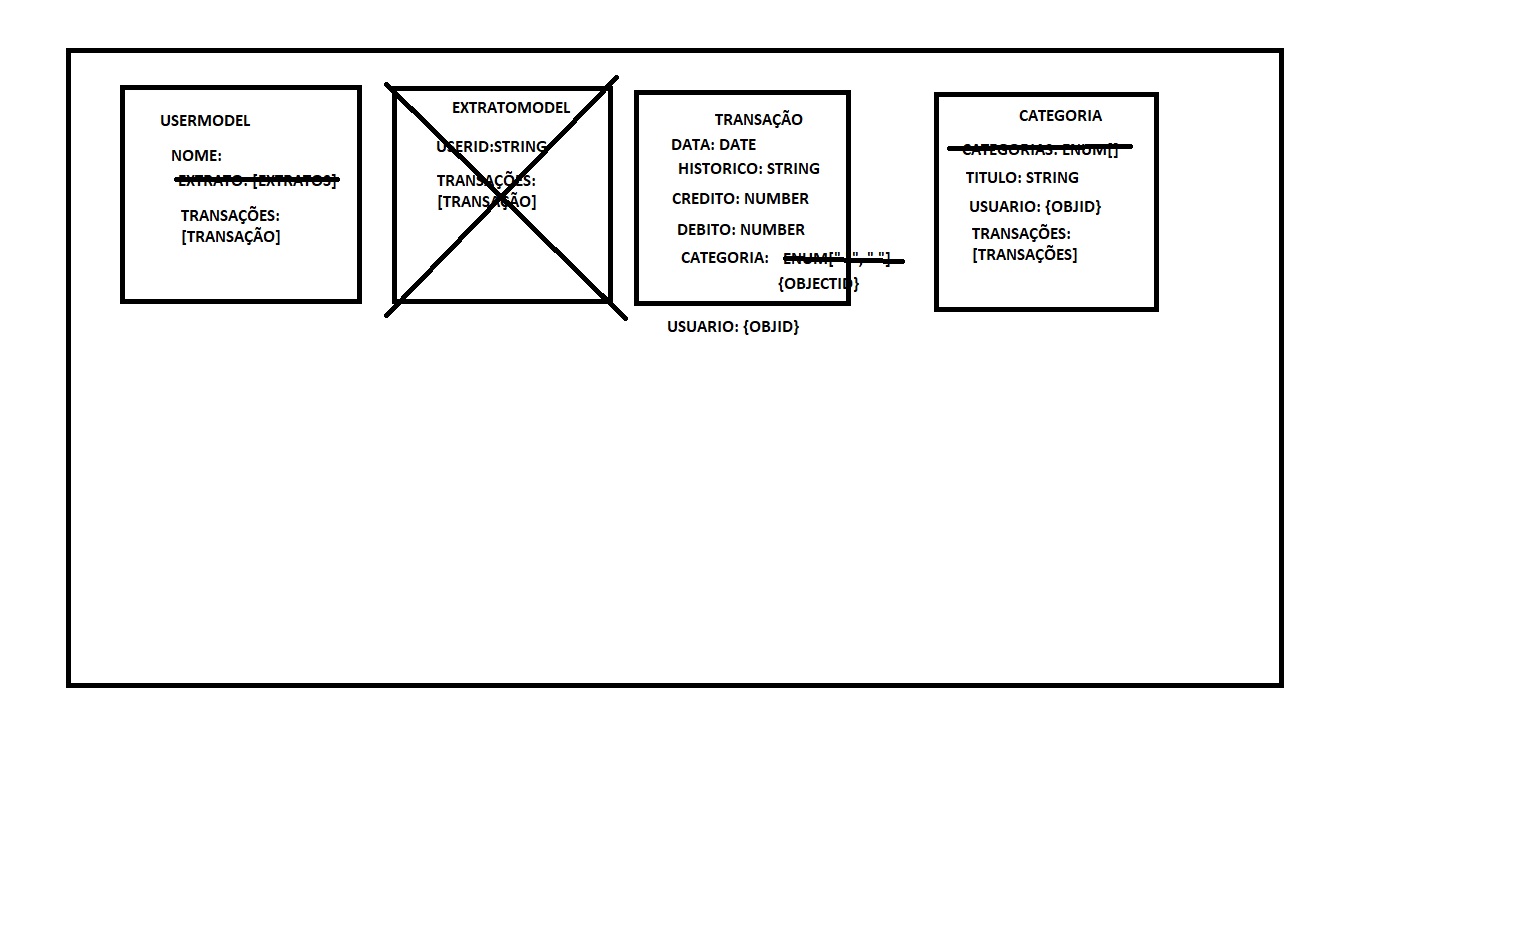 USERMODEL
NOME:
EXTRATO: [EXTRATOS]
TRANSAÇÕES:
[TRANSAÇÃO]
EXTRATOMODEL
USERID:STRING
TRANSAÇÕES:
[TRANSAÇÃO]
TRANSAÇÃO
DATA: DATE
HISTORICO: STRING
CREDITO: NUMBER
DEBITO: NUMBER
CATEGORIA: ENUM[" ", " "]
{OBJECTID}
USUARIO: {OBJID}
CATEGORIA
CATEGORIAS: ENUM[]
TITULO: STRING
USUARIO: {OBJID}
TRANSAÇÕES:
[TRANSAÇÕES]